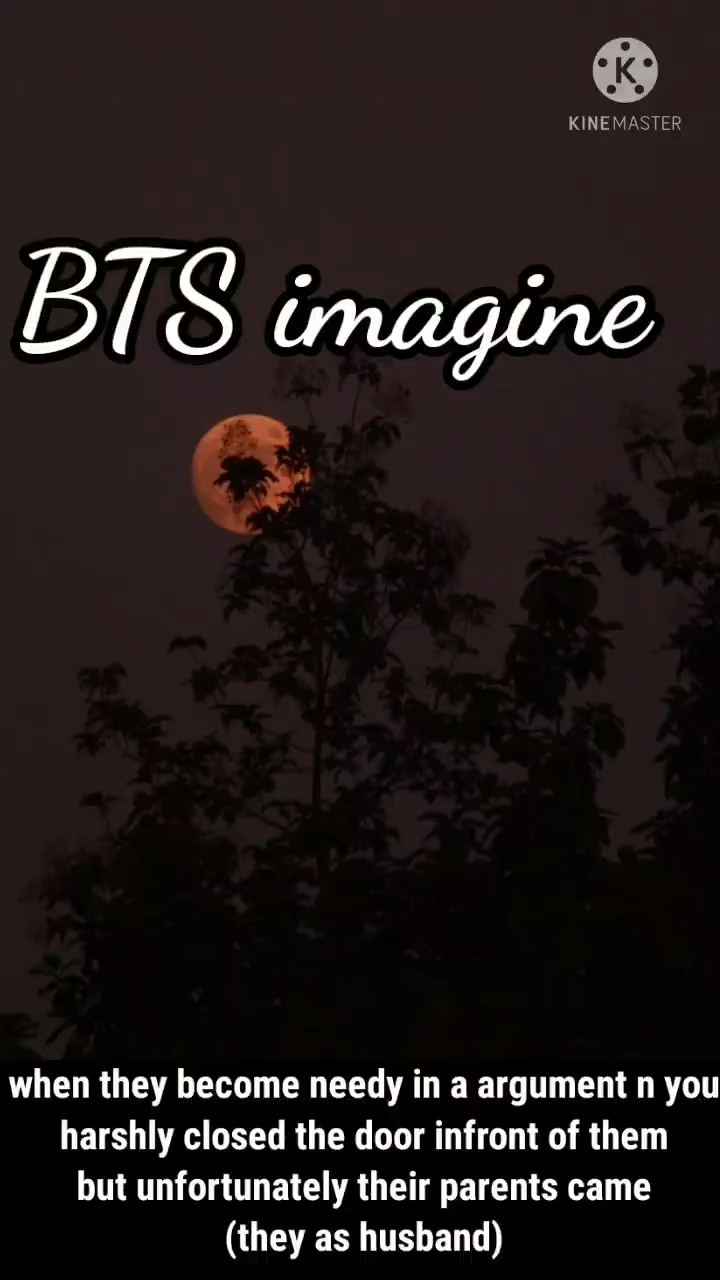 K
KINEMASTER
BTS imagine
when they become needy in a argument n you
harshly closed the door infront of them
but unfortunately their parents came
(they as husband)